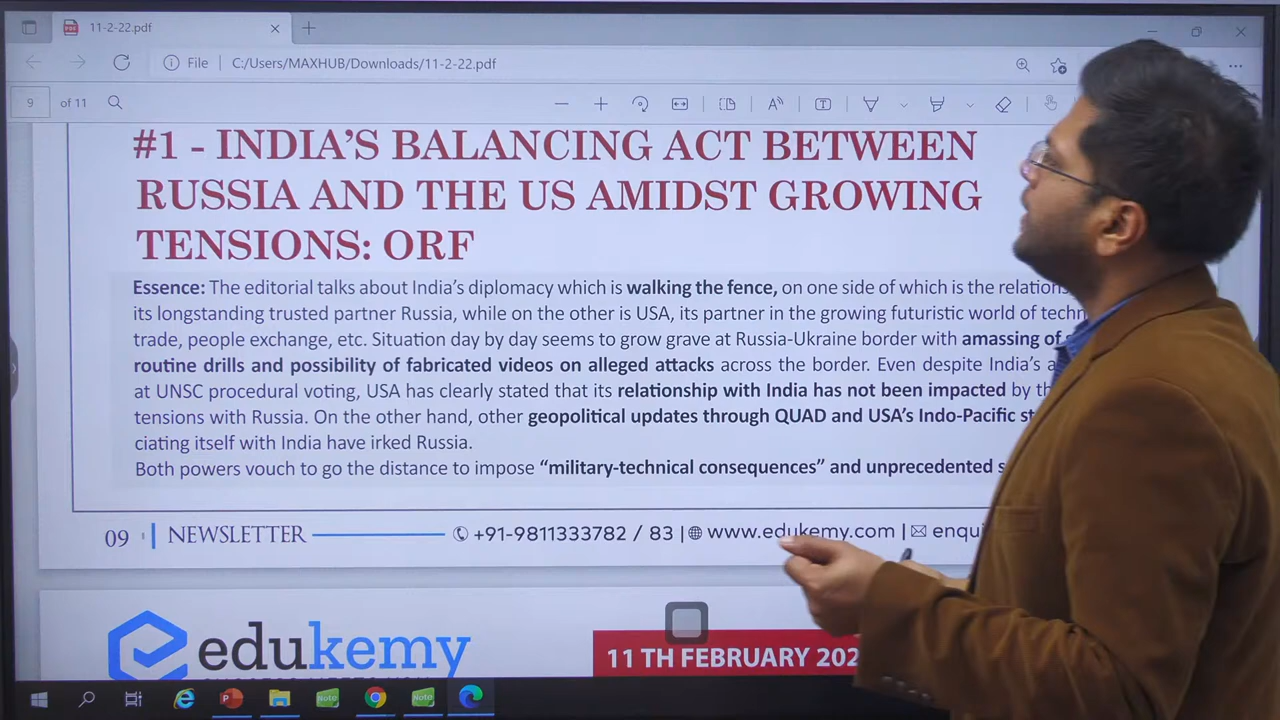 11-2-22.pdf
File
C:/Users/MAXHUB/Downloads/11-2-22.pdf
9 of 11
#1 - INDIA'S BALANCING ACT BETWEEN
RUSSIA AND THE US AMIDST GROWING
TENSIONS: ORF
Essence: The editorial talks about India's diplomacy which is walking the fence, on one side of which is the
its longstanding trusted partner Russia, while on the other is USA, its partner in the growing futuristic world of
trade, people exchange, etc. Situation day by day seems to grow grave at Russia-Ukraine border with amassing of
routine drills and possibility of fabricated videos on alleged attacks across the border. Even despite India's
at UNSC procedural voting, USA has clearly stated that its relationship with India has not been impacted by
tensions with Russia. On the other hand, other geopolitical updates through QUAD and USA's Indo-Pacific
ciating itself with India have irked Russia.
Both powers vouch to go the distance to impose “military-technical consequences” and unprecedented
09 | NEWSLETTER +91-9811333782 / 83 | www.edukemy.com |
edukemy
11 TH FEBRUARY